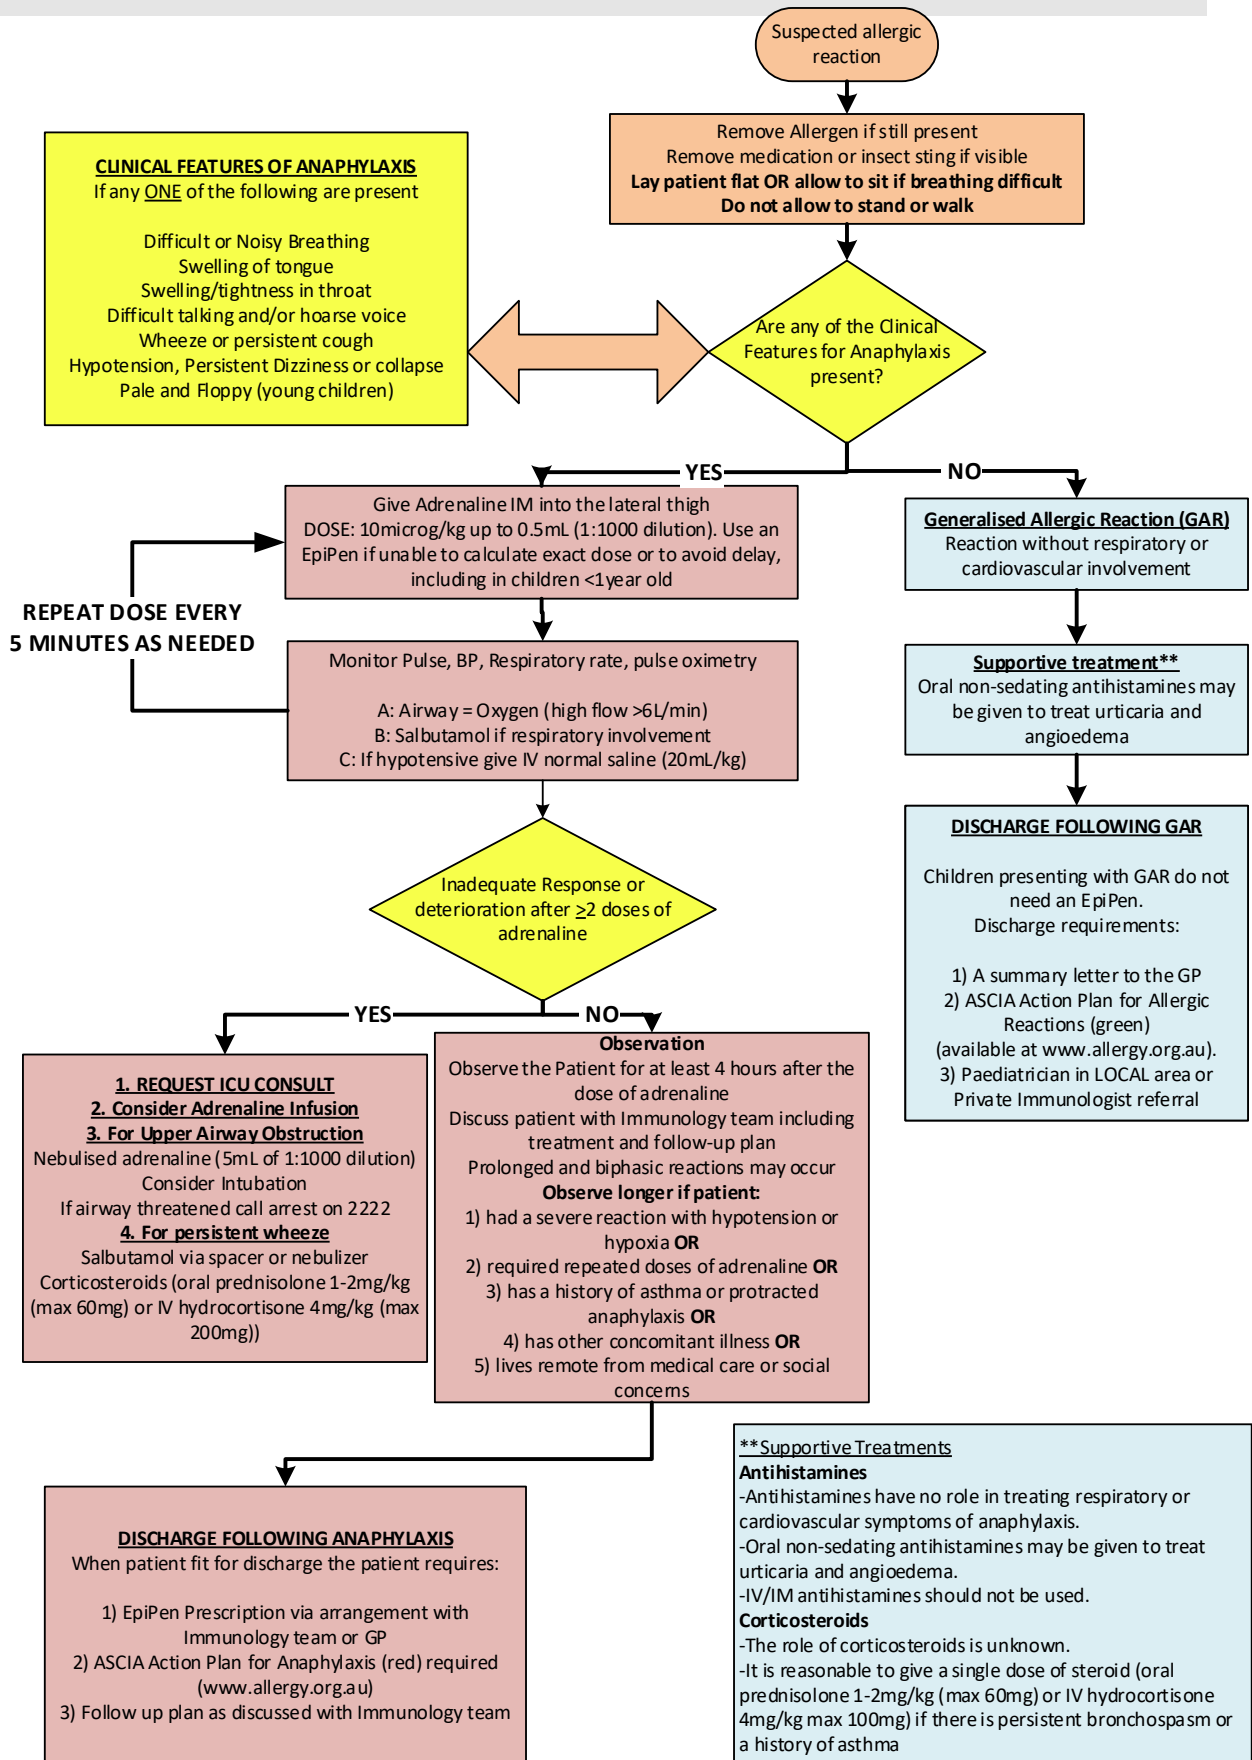 Suspected allergic
reaction
Remove Allergen if still present
Remove medication or insect sting if visible
Lay patient flat OR allow to sit if breathing difficult
Do not allow to stand or walk
CLINICAL FEATURES OF ANAPHYLAXIS
If any ONE of the following are present
Difficult or Noisy Breathing
Swelling of tongue
Swelling/tightness in throat
Difficult talking and/or hoarse voice
Wheeze or persistent cough
Hypotension, Persistent Dizziness or collapse
Pale and Floppy (young children)
Are any of the Clinical
Features for Anaphylaxis
present?
YES
NO
Give Adrenaline IM into the lateral thigh
DOSE: 10microg/kg up to 0.5mL (1:1000 dilution). Use an
EpiPen if unable to calculate exact dose or to avoid delay,
including in children <1year old
REPEAT DOSE EVERY
5 MINUTES AS NEEDED
Monitor Pulse, BP, Respiratory rate, pulse oximetry
A: Airway = Oxygen (high flow >6L/min)
B: Salbutamol if respiratory involvement
C: If hypotensive give IV normal saline (20mL/kg)
Generalised Allergic Reaction (GAR)
Reaction without respiratory or
cardiovascular involvement
Supportive treatment**
Oral non-sedating antihistamines may
be given to treat urticaria and
angioedema
DISCHARGE FOLLOWING GAR
Children presenting with GAR do not
need an EpiPen.
Discharge requirements:
1) A summary letter to the GP
2) ASCIA Action Plan for Allergic
Reactions (green)
(available at www.allergy.org.au).
3) Paediatrician in LOCAL area or
Private Immunologist referral
Inadequate Response or
deterioration after ≥2 doses of
adrenaline
YES
NO
1. REQUEST ICU CONSULT
2. Consider Adrenaline Infusion
3. For Upper Airway Obstruction
Nebulised adrenaline (5mL of 1:1000 dilution)
Consider Intubation
If airway threatened call arrest on 2222
4. For persistent wheeze
Salbutamol via spacer or nebulizer
Corticosteroids (oral prednisolone 1-2mg/kg
(max 60mg) or IV hydrocortisone 4mg/kg (max
200mg))
Observation
Observe the Patient for at least 4 hours after the
dose of adrenaline
Discuss patient with Immunology team including
treatment and follow-up plan
Prolonged and biphasic reactions may occur
Observe longer if patient:
1) had a severe reaction with hypotension or
hypoxia OR
2) required repeated doses of adrenaline OR
3) has a history of asthma or protracted
anaphylaxis OR
4) has other concomitant illness OR
5) lives remote from medical care or social
concerns
DISCHARGE FOLLOWING ANAPHYLAXIS
When patient fit for discharge the patient requires:
1) EpiPen Prescription via arrangement with
Immunology team or GP
2) ASCIA Action Plan for Anaphylaxis (red) required
(www.allergy.org.au)
3) Follow up plan as discussed with Immunology team
**Supportive Treatments
Antihistamines
-Antihistamines have no role in treating respiratory or
cardiovascular symptoms of anaphylaxis.
-Oral non-sedating antihistamines may be given to treat
urticaria and angioedema.
-IV/IM antihistamines should not be used.
Corticosteroids
-The role of corticosteroids is unknown.
-It is reasonable to give a single dose of steroid (oral
prednisolone 1-2mg/kg (max 60mg) or IV hydrocortisone
4mg/kg max 100mg) if there is persistent bronchospasm or
a history of asthma